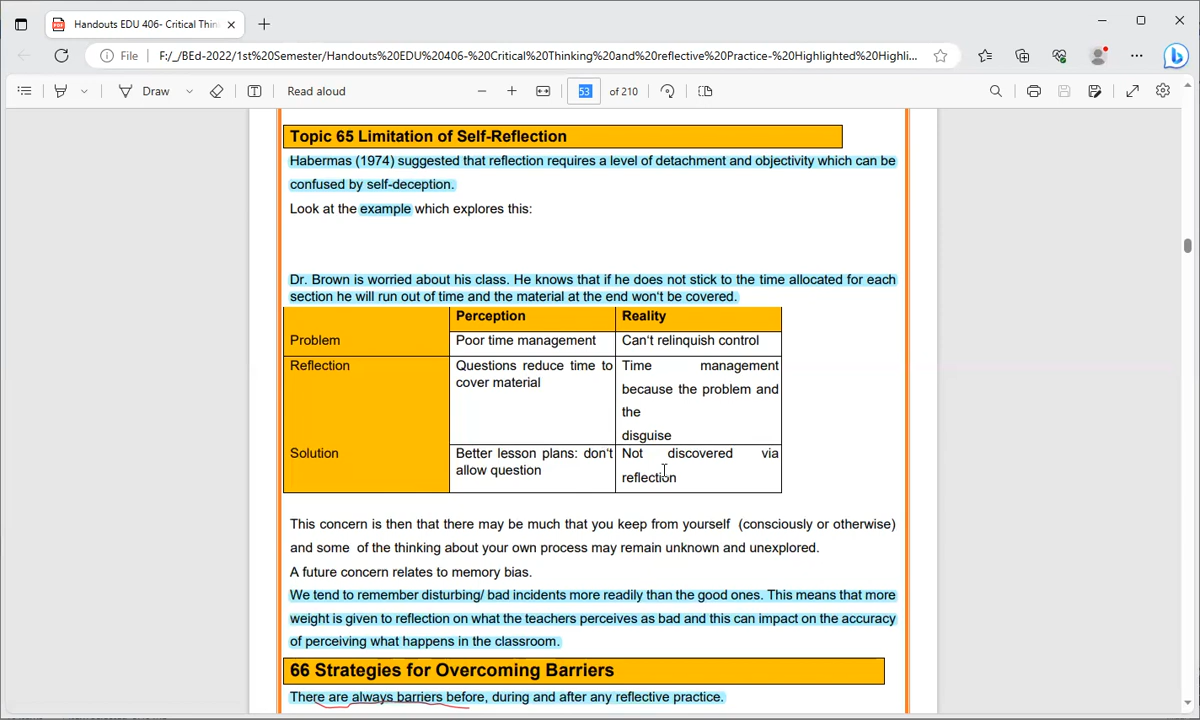 Handouts EDU 406- Critical Thin
File
F:/_/BEd-2022/1st%20Semester/Handouts%20EDU%20406-%20Critical%20Thinking%20and%20reflective%20Practice-%20Highlighted%20Highli...
Draw
Read aloud
53
of 210
Topic 65 Limitation of Self-Reflection
Habermas (1974) suggested that reflection requires a level of detachment and objectivity which can be
confused by self-deception.
Look at the example which explores this:
Dr. Brown is worried about his class. He knows that if he does not stick to the time allocated for each
section he will run out of time and the material at the end won't be covered.
Perception
Reality
Problem
Poor time management
Can't relinquish control
Reflection
Questions reduce time to
cover material
Time management
because the problem and
the
disguise
Solution
Better lesson plans: don't
allow question
Not discovered via
reflection
This concern is then that there may be much that you keep from yourself (consciously or otherwise)
and some of the thinking about your own process may remain unknown and unexplored.
A future concern relates to memory bias.
We tend to remember disturbing/ bad incidents more readily than the good ones. This means that more
weight is given to reflection on what the teachers perceives as bad and this can impact on the accuracy
of perceiving what happens in the classroom.
66 Strategies for Overcoming Barriers
There are always barriers before, during and after any reflective practice.